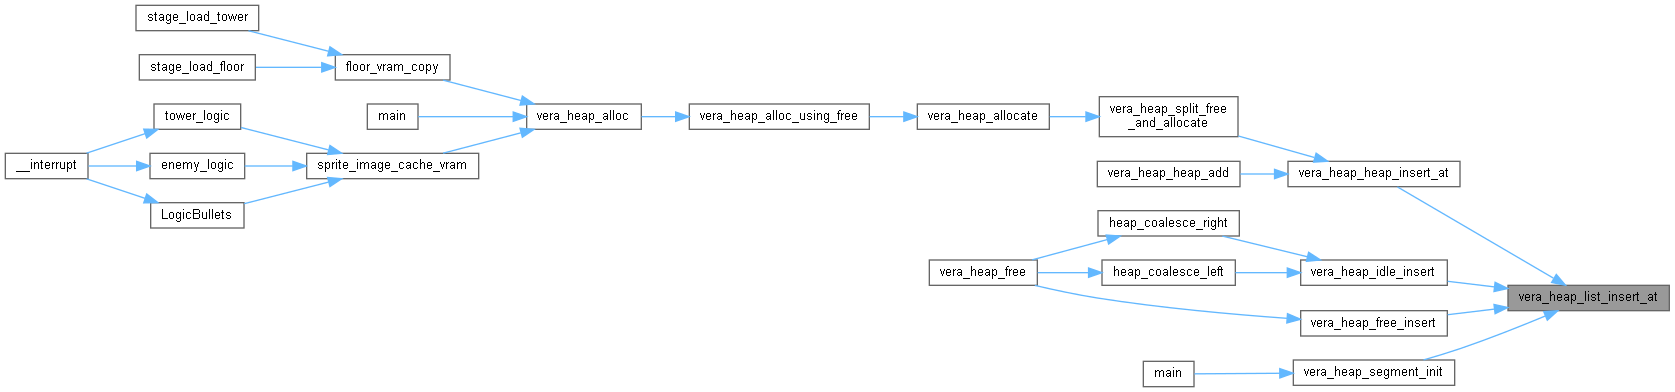 stage_load_tower
stage_load_floor
floor_vram_copy
tower_logic
main
vera_heap_alloc
vera_heap_alloc_using_free
vera_heap_allocate
vera_heap_split_free
_and_allocate
__interrupt
enemy_logic
sprite_image_cache_vram
LogicBullets
vera_heap_heap_add
vera_heap_heap_insert_at
heap_coalesce_right
vera_heap_free
heap_coalesce_left
vera_heap_idle_insert
vera_heap_list_insert_at
vera_heap_free_insert
main
vera_heap_segment_init